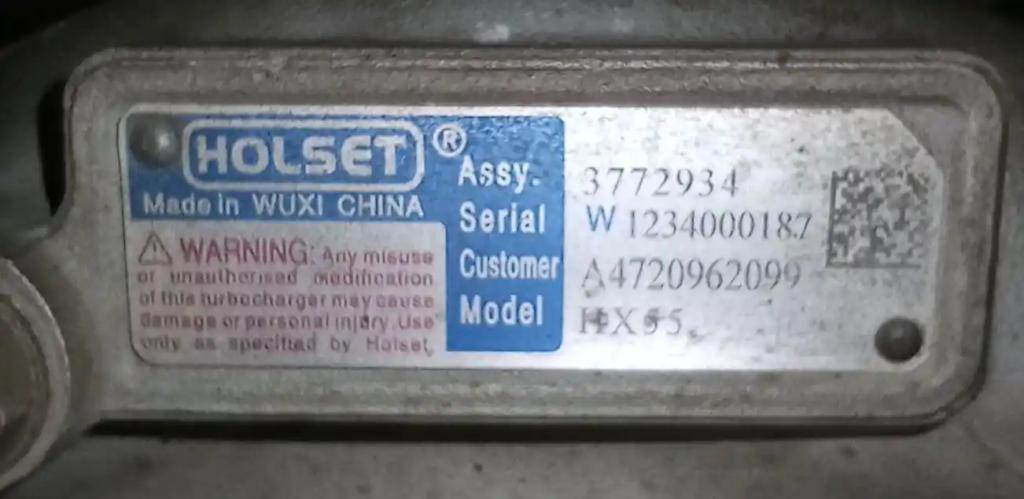 HOLSET®
Made in WUXI CHINA
⚠ WARNING: Any misuse
or unauthorised modification
of this turbocharger may cause
damage or personal injury. Use
only as specified by Holset.
Assy. 3772934
Serial W 1234000187
Customer A4720962099
Model HX55